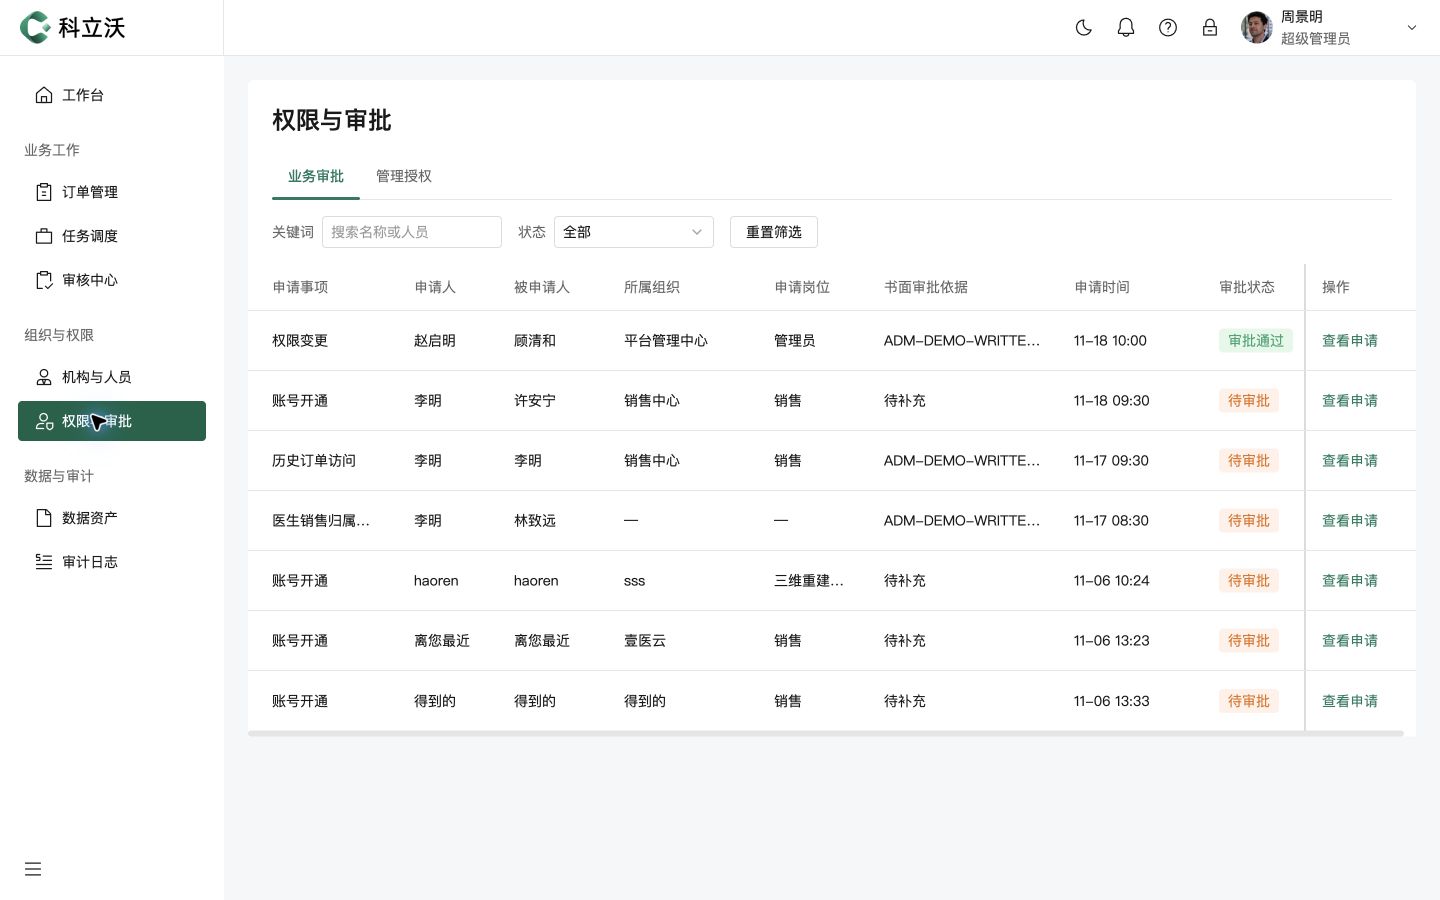 科立沃
周景明
超级管理员
工作台
业务工作
订单管理
任务调度
审核中心
组织与权限
机构与人员
权限 审批
数据与审计
数据资产
审计日志
权限与审批
业务审批 管理授权
关键词 搜索名称或人员 状态 全部 重置筛选
申请事项 申请人 被申请人 所属组织 申请岗位 书面审批依据 申请时间 审批状态 操作
权限变更 赵启明 顾清和 平台管理中心 管理员 ADM-DEMO-WRITTE... 11-18 10:00 审批通过 查看申请
账号开通 李明 许安宁 销售中心 销售 待补充 11-18 09:30 待审批 查看申请
历史订单访问 李明 李明 销售中心 销售 ADM-DEMO-WRITTE... 11-17 09:30 待审批 查看申请
医生销售归属... 李明 林致远 — — ADM-DEMO-WRITTE... 11-17 08:30 待审批 查看申请
账号开通 haoren haoren sss 三维重建... 待补充 11-06 10:24 待审批 查看申请
账号开通 离您最近 离您最近 壹医云 销售 待补充 11-06 13:23 待审批 查看申请
账号开通 得到的 得到的 得到的 销售 待补充 11-06 13:33 待审批 查看申请